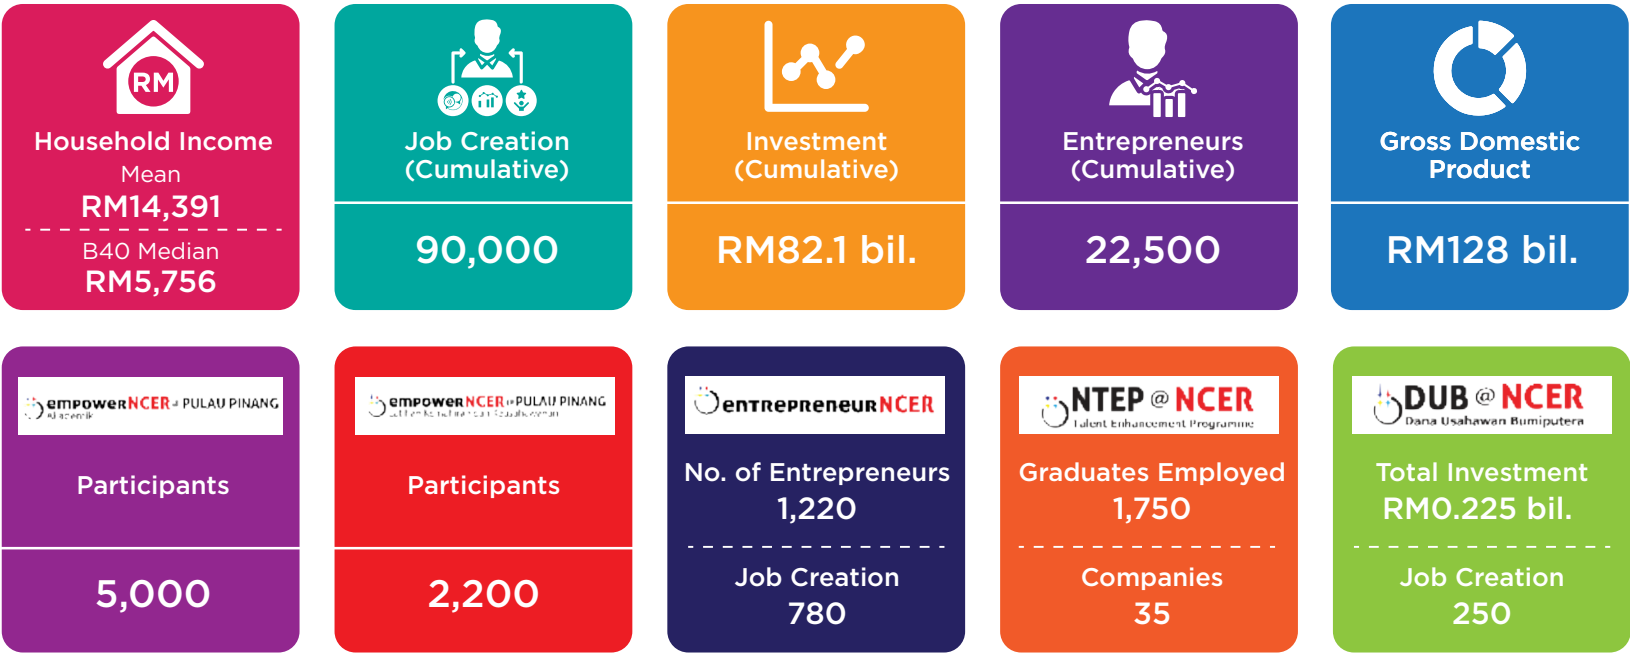 RM
Household Income
Mean
RM14,391
B40 Median
RM5,756
Job Creation
(Cumulative)
90,000
Investment
(Cumulative)
RM82.1 bil.
Entrepreneurs
(Cumulative)
22,500
Gross Domestic
Product
RM128 bil.
empowerNCER PULAU PINANG
Akademik
Participants
5,000
empowerNCER PULAU PINANG
Participants
2,200
entrepreneurNCER
No. of Entrepreneurs
1,220
Job Creation
780
NTEP @ NCER
Talent Enhancement Programme
Graduates Employed
1,750
Companies
35
DUB @ NCER
Dana Usahawan Bumiputera
Total Investment
RM0.225 bil.
Job Creation
250